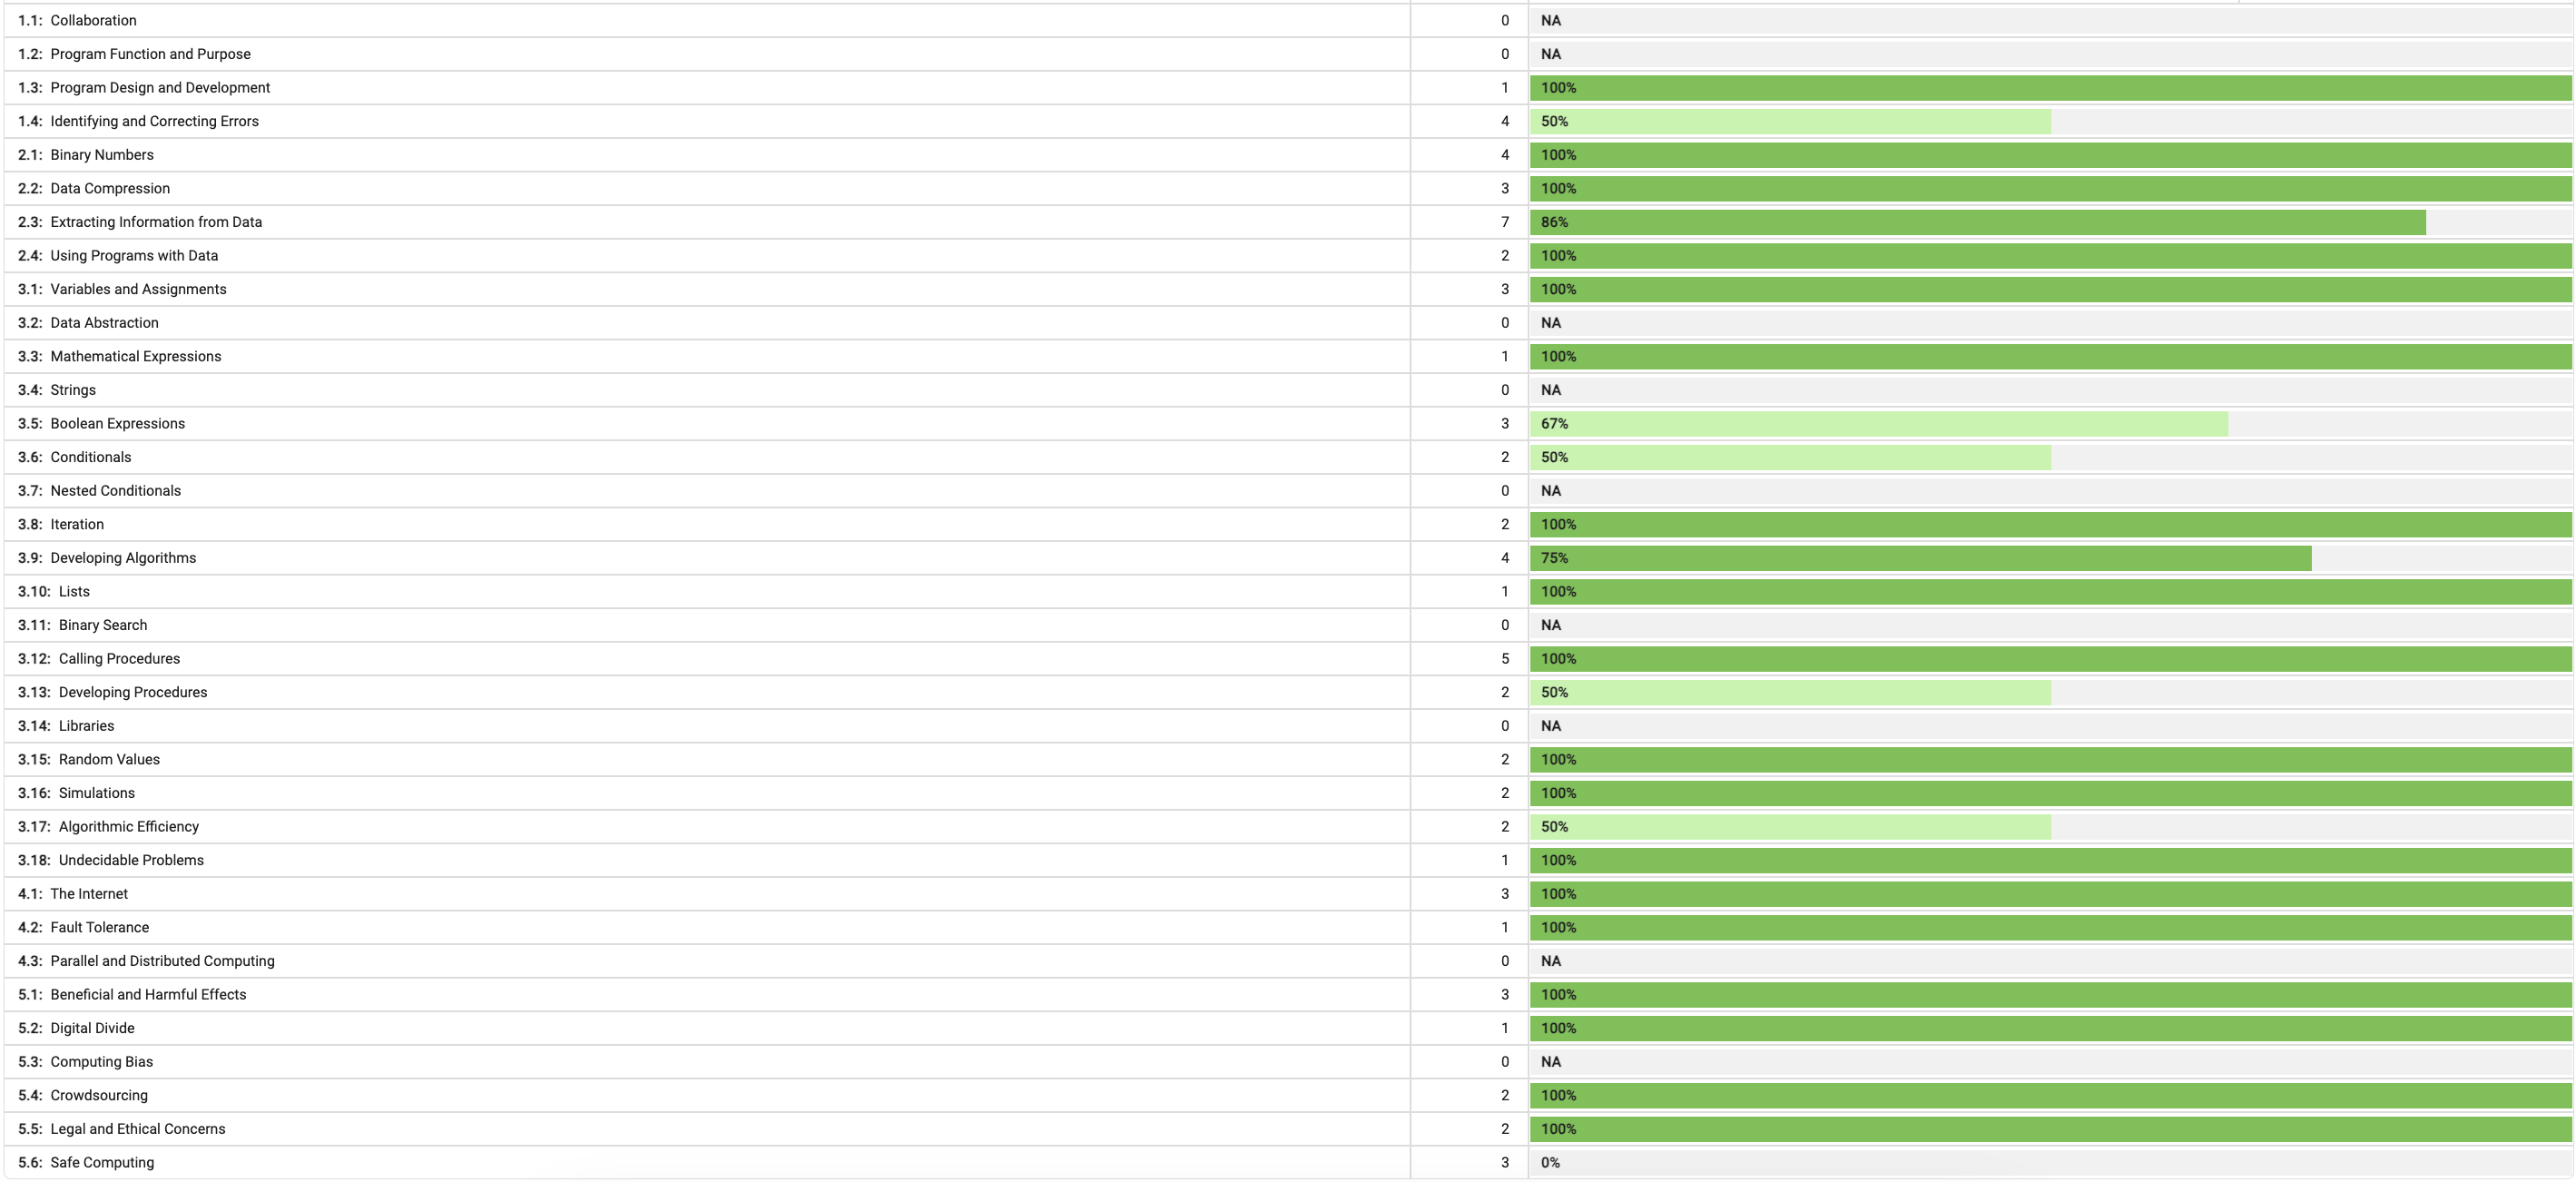 1.1: Collaboration 0 NA
1.2: Program Function and Purpose 0 NA
1.3: Program Design and Development 1 100%
1.4: Identifying and Correcting Errors 4 50%
2.1: Binary Numbers 4 100%
2.2: Data Compression 3 100%
2.3: Extracting Information from Data 7 86%
2.4: Using Programs with Data 2 100%
3.1: Variables and Assignments 3 100%
3.2: Data Abstraction 0 NA
3.3: Mathematical Expressions 1 100%
3.4: Strings 0 NA
3.5: Boolean Expressions 3 67%
3.6: Conditionals 2 50%
3.7: Nested Conditionals 0 NA
3.8: Iteration 2 100%
3.9: Developing Algorithms 4 75%
3.10: Lists 1 100%
3.11: Binary Search 0 NA
3.12: Calling Procedures 5 100%
3.13: Developing Procedures 2 50%
3.14: Libraries 0 NA
3.15: Random Values 2 100%
3.16: Simulations 2 100%
3.17: Algorithmic Efficiency 2 50%
3.18: Undecidable Problems 1 100%
4.1: The Internet 3 100%
4.2: Fault Tolerance 1 100%
4.3: Parallel and Distributed Computing 0 NA
5.1: Beneficial and Harmful Effects 3 100%
5.2: Digital Divide 1 100%
5.3: Computing Bias 0 NA
5.4: Crowdsourcing 2 100%
5.5: Legal and Ethical Concerns 2 100%
5.6: Safe Computing 3 0%